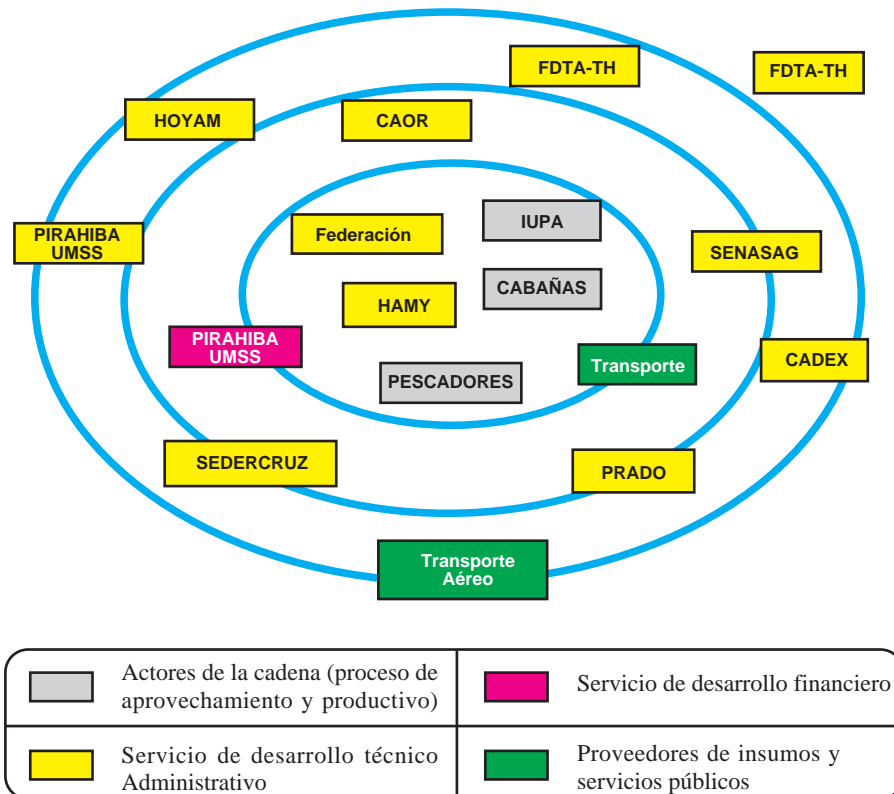 FDTA-TH
FDTA-TH
HOYAM
CAOR
IUPA
Federación
PIRAHIBA
UMSS
SENASAG
CABAÑAS
HAMY
PIRAHIBA
UMSS
Transporte
CADEX
PESCADORES
SEDERCRUZ
PRADO
Transporte
Aéreo
Actores de la cadena (proceso de
aprovechamiento y productivo)
Servicio de desarrollo financiero
Servicio de desarrollo técnico
Administrativo
Proveedores de insumos y
servicios públicos